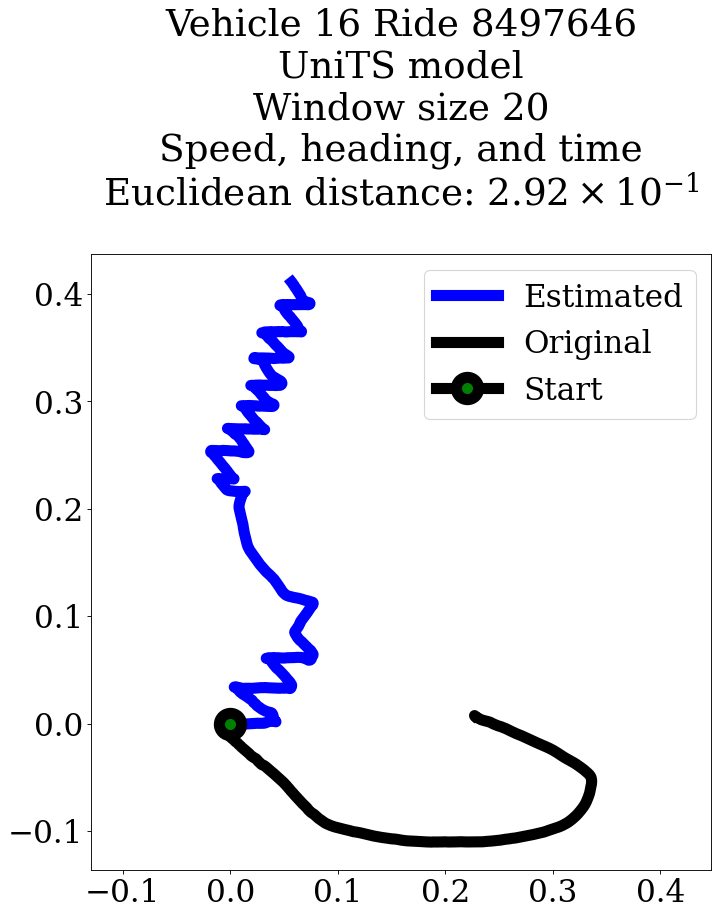 Vehicle 16 Ride 8497646
UniTS model
Window size 20
Speed, heading, and time
Euclidean distance: 2.92 × 10⁻¹
Estimated
Original
Start
0.4
0.3
0.2
0.1
0.0
−0.1
−0.1 0.0 0.1 0.2 0.3 0.4